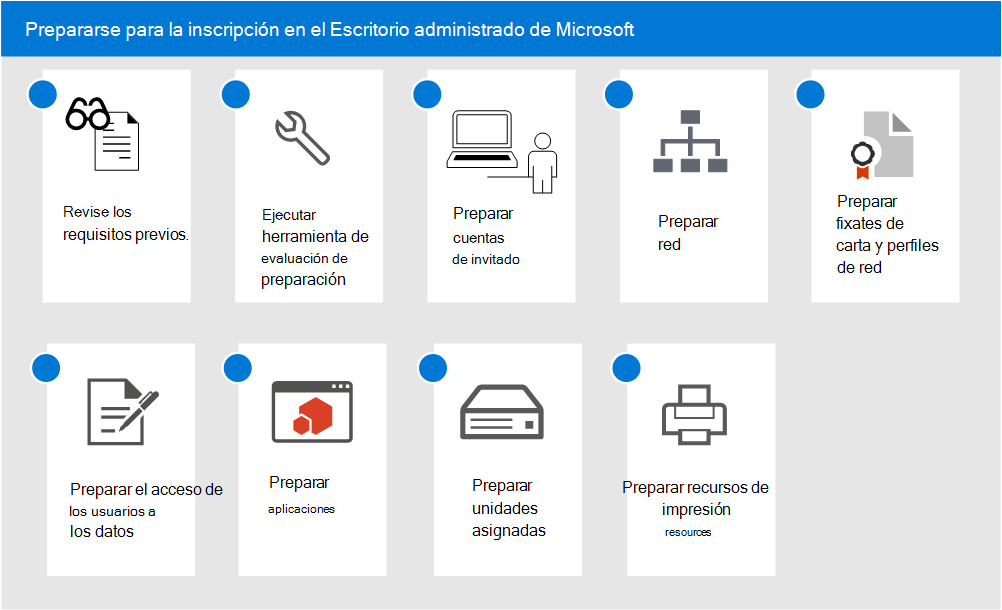 Prepararse para la inscripción en el Escritorio administrado de Microsoft
Revise los
requisitos previos.
Ejecutar
herramienta de
evaluación de
preparación
Preparar
cuentas
de invitado
Preparar
red
Preparar
fixates de
carta y perfiles
de red
Preparar el acceso de
los usuarios a
los datos
Preparar
aplicaciones
Preparar
unidades
asignadas
Preparar recursos de
impresión
resources